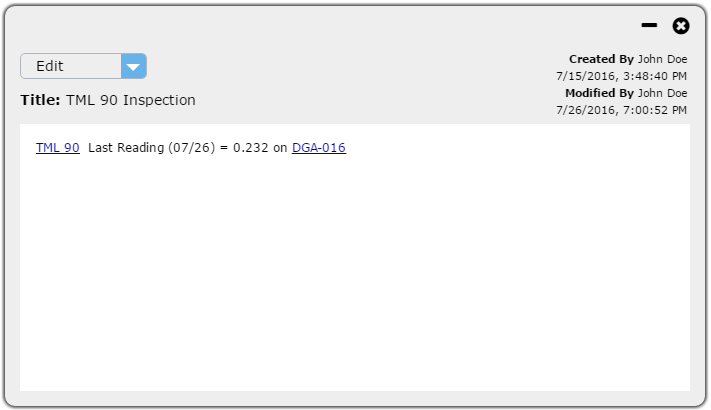 Edit
Created By John Doe
7/15/2016, 3:48:40 PM
Modified By John Doe
7/26/2016, 7:00:52 PM
Title: TML 90 Inspection
TML 90 Last Reading (07/26) = 0.232 on DGA-016